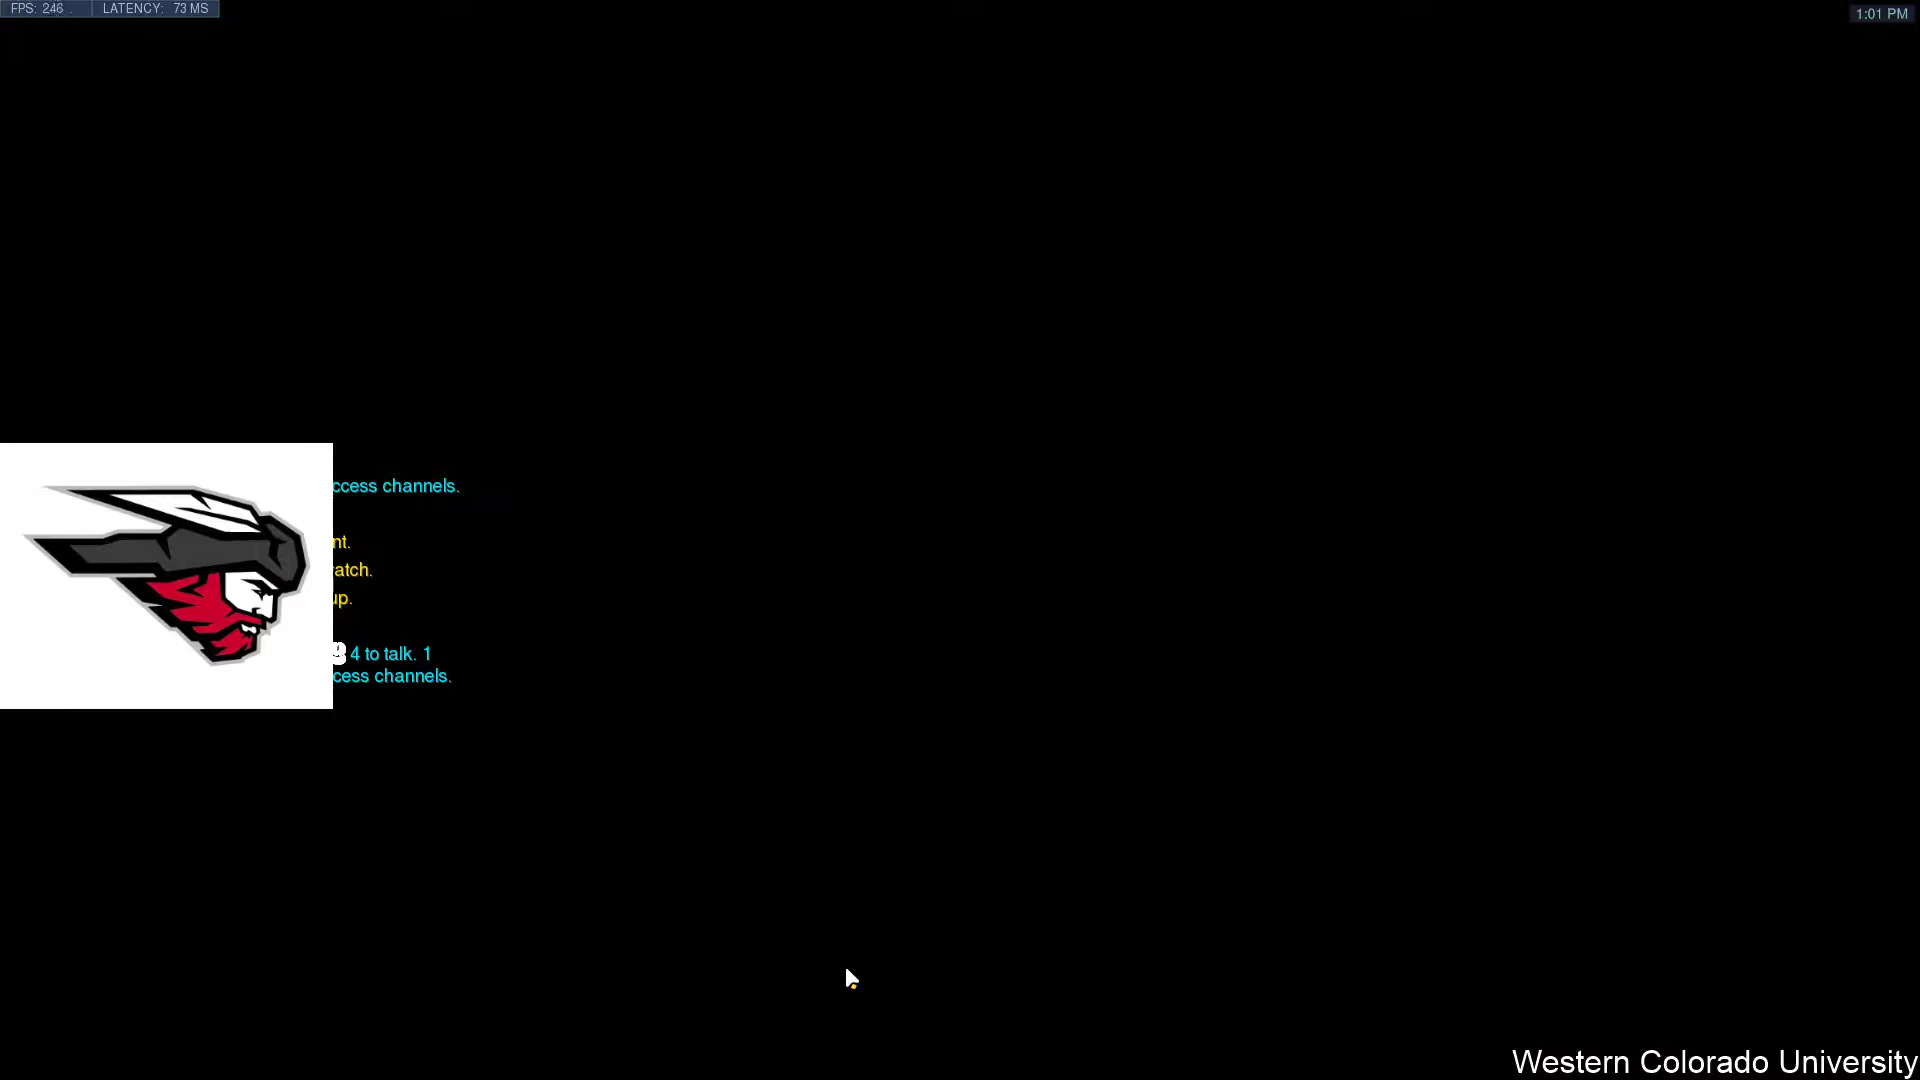 FPS: 246 LATENCY: 73 MS
1:01 PM
ccess channels.
nt.
atch.
up.
4 to talk. 1
cess channels.
Western Colorado University